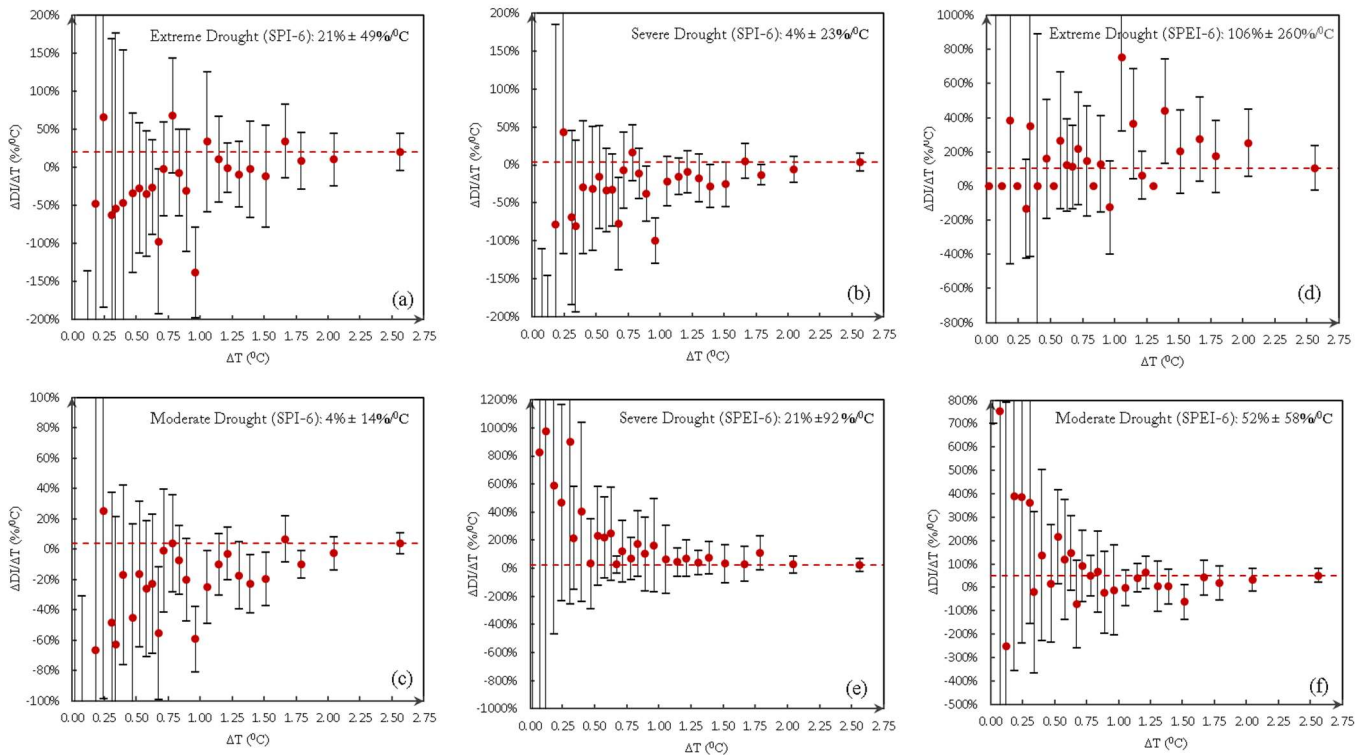 Extreme Drought (SPI-6): 21% ± 49%/⁰C
200%
150%
100%
50%
0%
-50%
-100%
-150%
-200%
ΔDI/ΔT (%/⁰C)
(a)
0.00 0.25 0.50 0.75 1.00 1.25 1.50 1.75 2.00 2.25 2.50 2.75
ΔT (⁰C)
Severe Drought (SPI-6): 4% ± 23%/⁰C
200%
150%
100%
50%
0%
-50%
-100%
-150%
-200%
ΔDI/ΔT (%/⁰C)
(b)
0.00 0.25 0.50 0.75 1.00 1.25 1.50 1.75 2.00 2.25 2.50 2.75
ΔT (⁰C)
Extreme Drought (SPEI-6): 106% ± 260%/⁰C
1000%
800%
600%
400%
200%
0%
-200%
-400%
-600%
-800%
ΔDI/ΔT (%/⁰C)
(d)
0.00 0.25 0.50 0.75 1.00 1.25 1.50 1.75 2.00 2.25 2.50 2.75
ΔT (⁰C)
Moderate Drought (SPI-6): 4% ± 14%/⁰C
100%
80%
60%
40%
20%
0%
-20%
-40%
-60%
-80%
-100%
ΔDI/ΔT (%/⁰C)
(c)
0.00 0.25 0.50 0.75 1.00 1.25 1.50 1.75 2.00 2.25 2.50 2.75
ΔT (⁰C)
Severe Drought (SPEI-6): 21% ±92%/⁰C
1200%
1000%
800%
600%
400%
200%
0%
-200%
-400%
-600%
-800%
-1000%
ΔDI/ΔT (%/⁰C)
(e)
0.00 0.25 0.50 0.75 1.00 1.25 1.50 1.75 2.00 2.25 2.50 2.75
ΔT (⁰C)
Moderate Drought (SPEI-6): 52% ± 58%/⁰C
800%
700%
600%
500%
400%
300%
200%
100%
0%
-100%
-200%
-300%
-400%
-500%
ΔDI/ΔT (%/⁰C)
(f)
0.00 0.25 0.50 0.75 1.00 1.25 1.50 1.75 2.00 2.25 2.50 2.75
ΔT (⁰C)